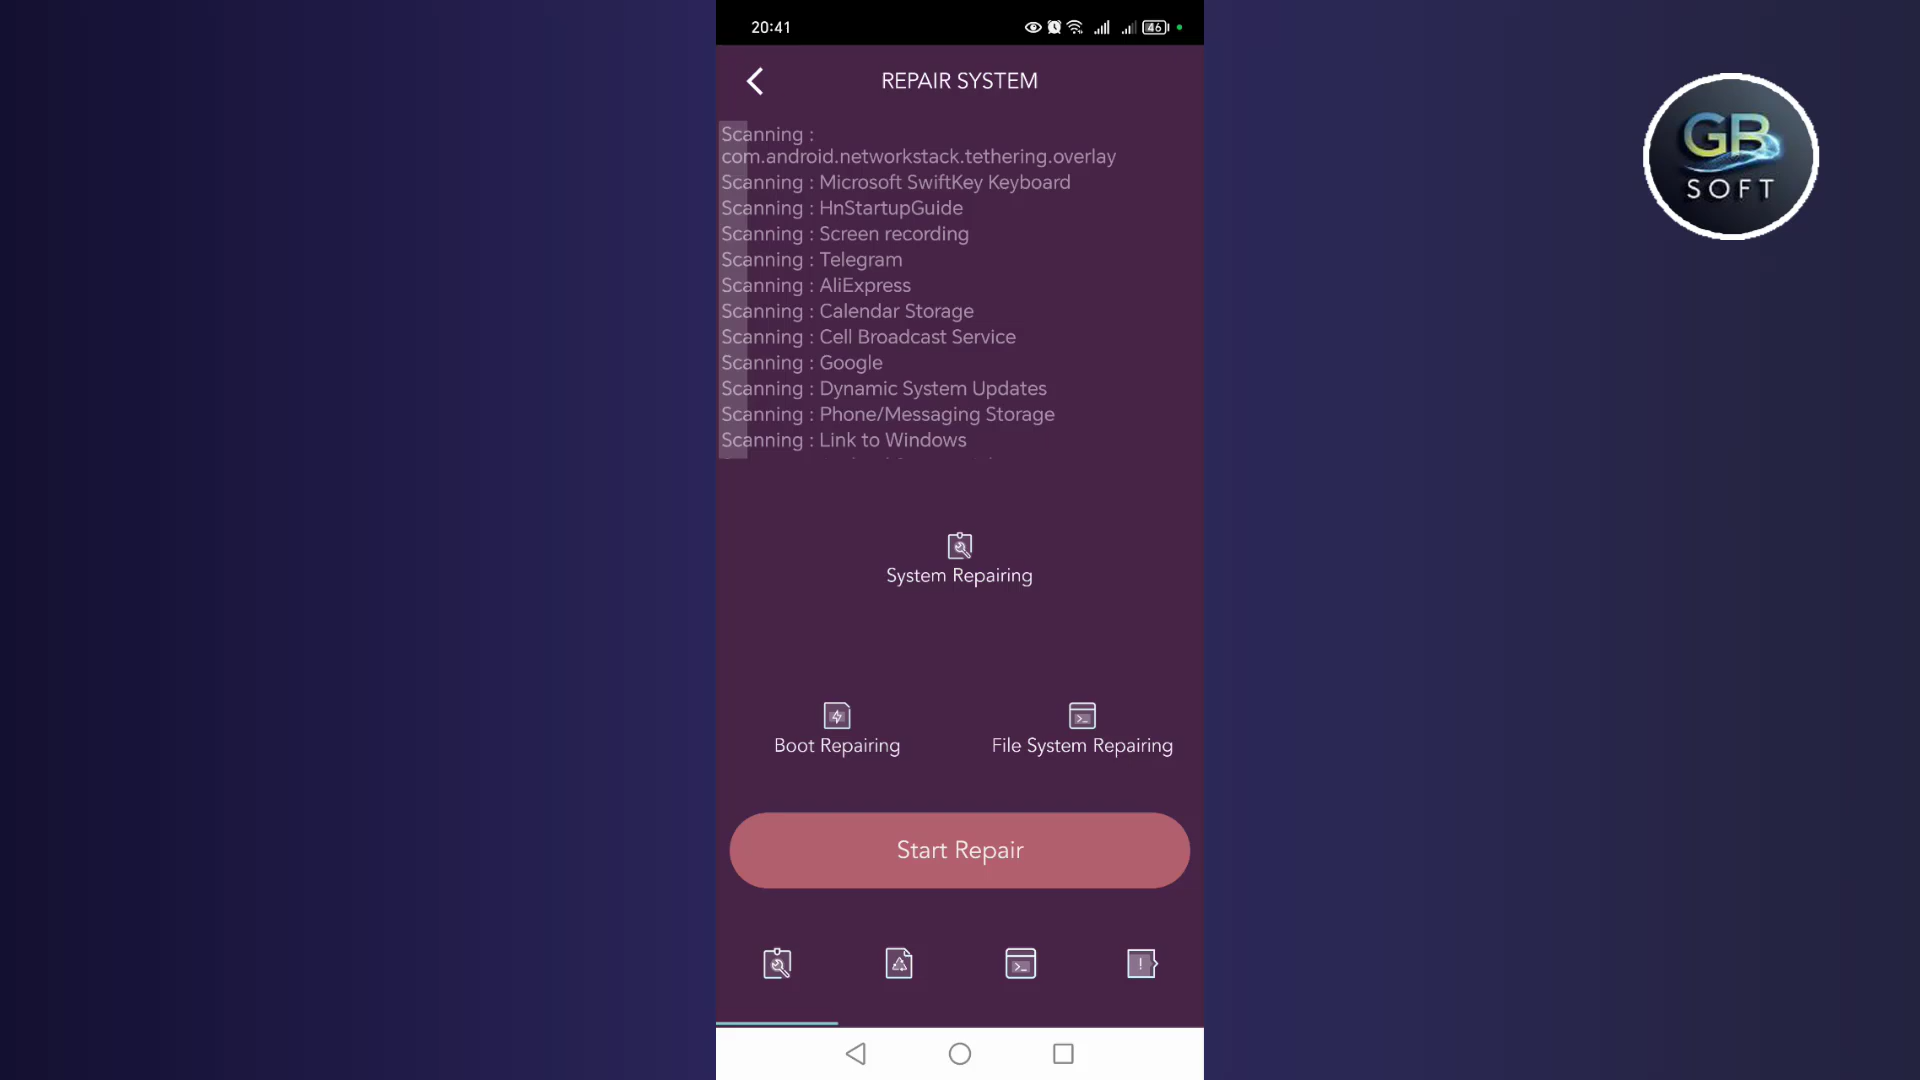 20:41
46
REPAIR SYSTEM
GB
SOFT
Scanning :
com.android.networkstack.tethering.overlay
Scanning : Microsoft SwiftKey Keyboard
Scanning : HnStartupGuide
Scanning : Screen recording
Scanning : Telegram
Scanning : AliExpress
Scanning : Calendar Storage
Scanning : Cell Broadcast Service
Scanning : Google
Scanning : Dynamic System Updates
Scanning : Phone/Messaging Storage
Scanning : Link to Windows
System Repairing
Boot Repairing
File System Repairing
Start Repair